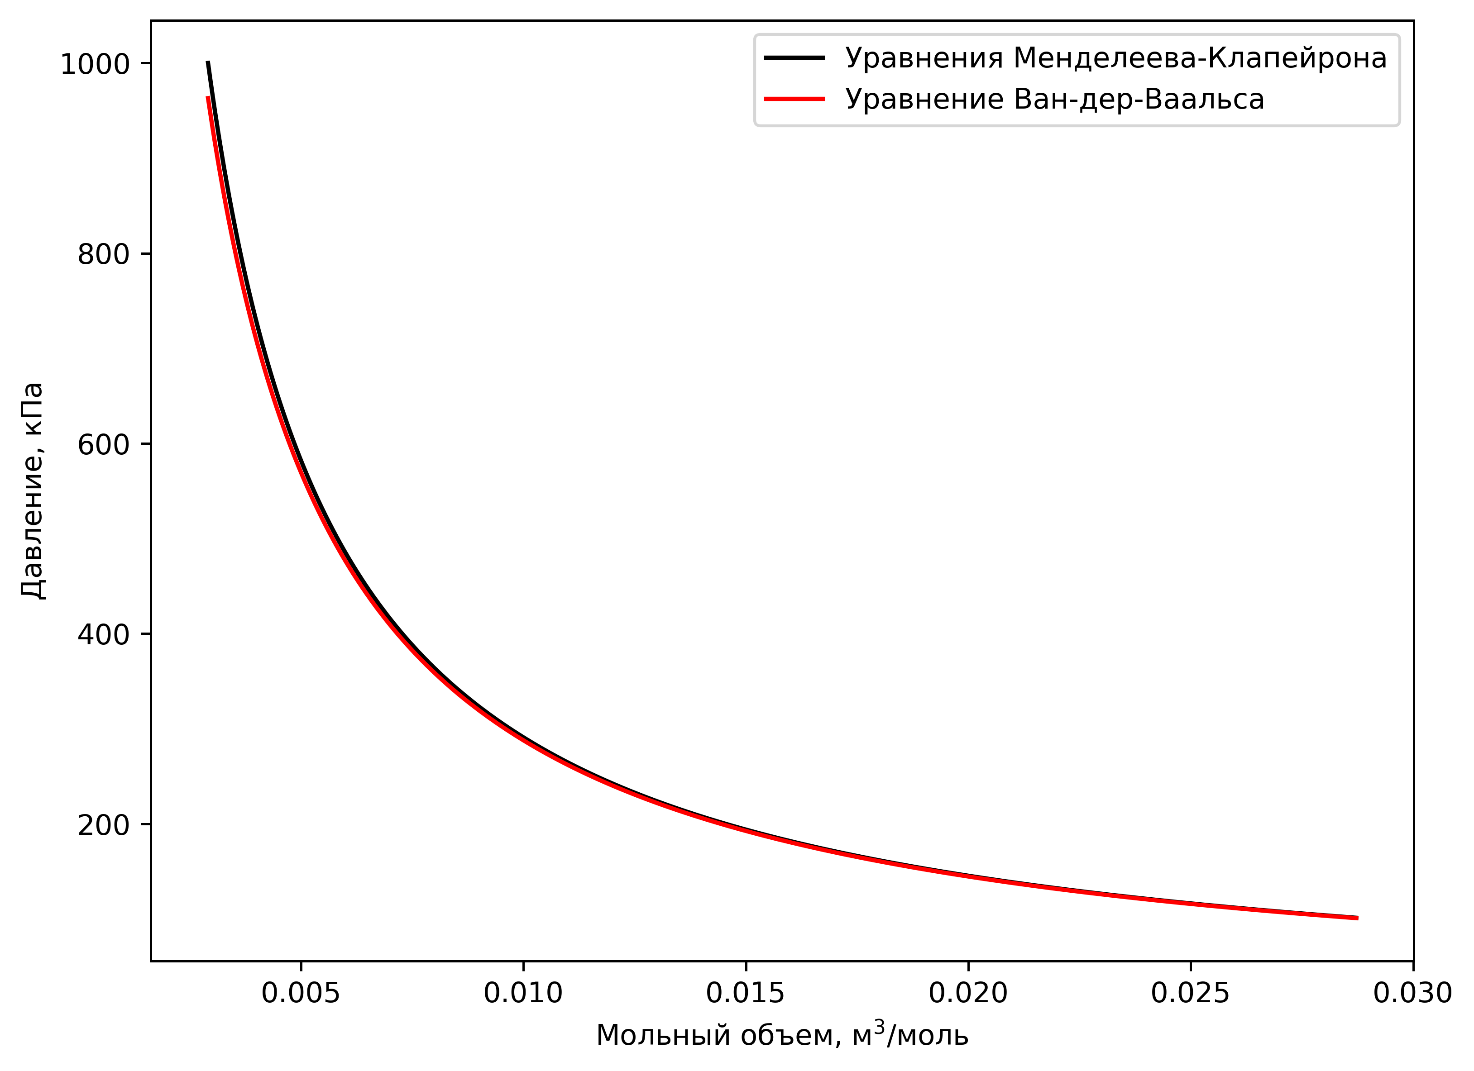 Уравнения Менделеева-Клапейрона
Уравнение Ван-дер-Ваальса
1000
800
600
400
200
Давление, кПа
0.005 0.010 0.015 0.020 0.025 0.030
Мольный объем, м³/моль